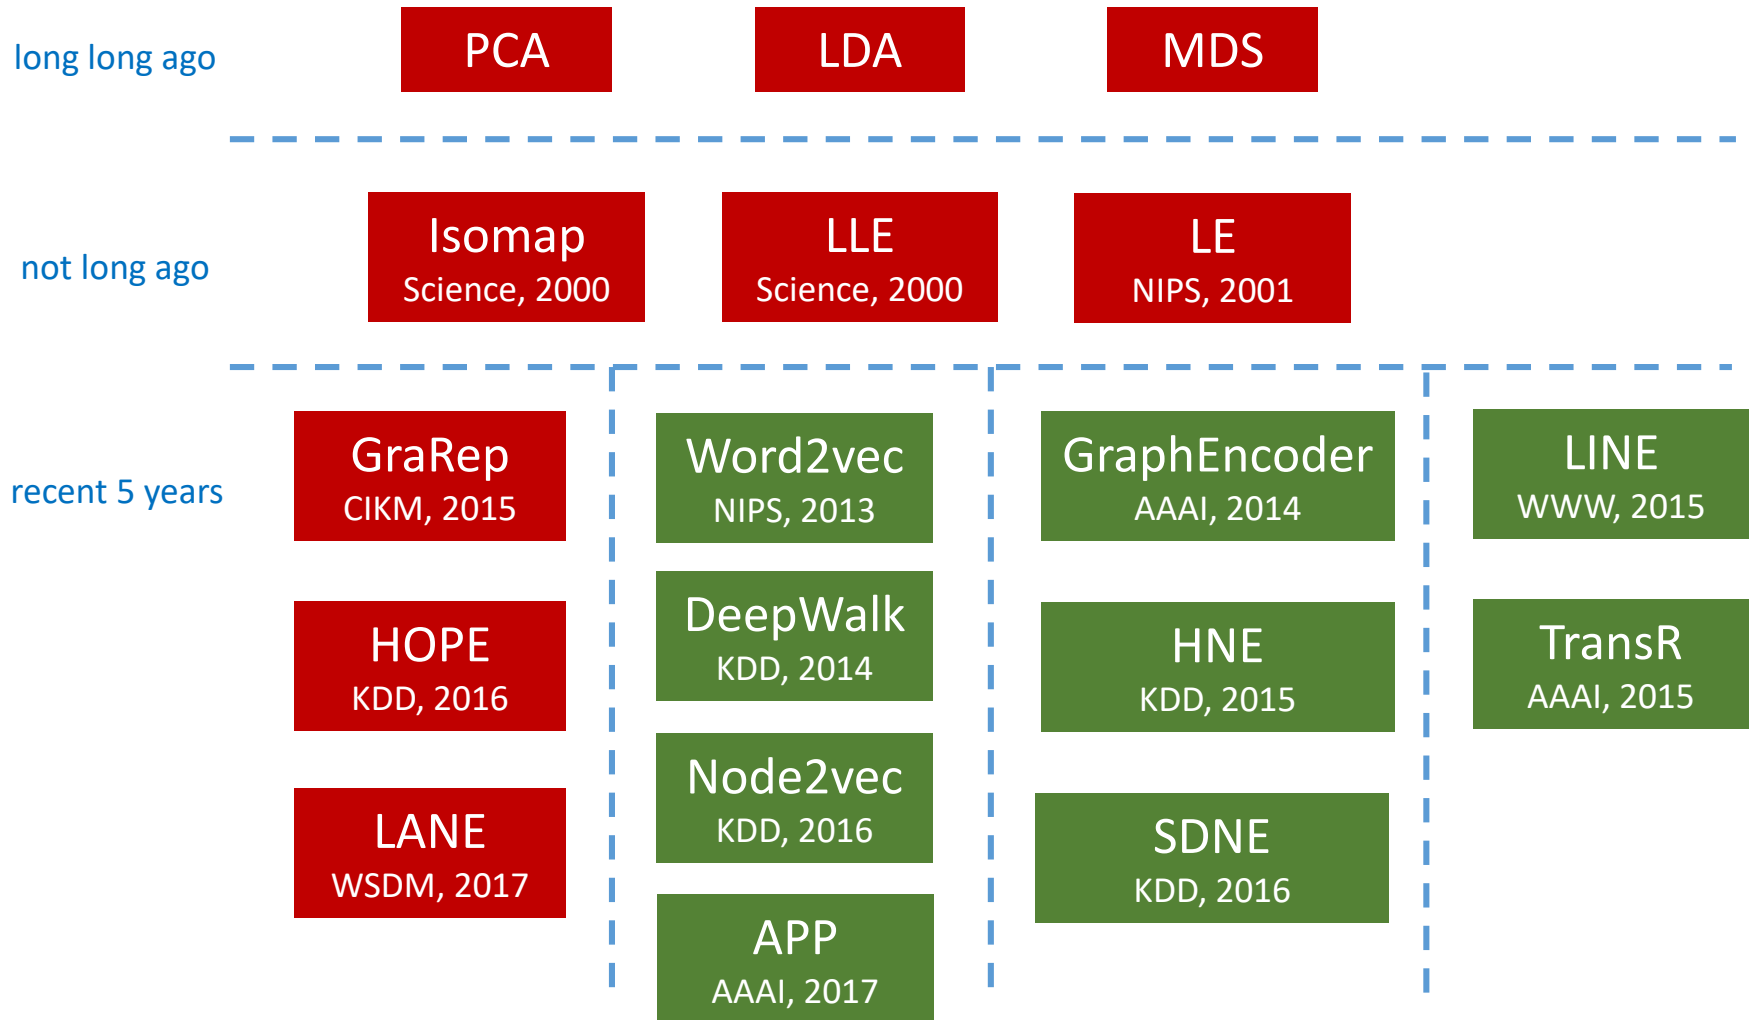 long long ago
PCA
LDA
MDS
not long ago
Isomap
Science, 2000
LLE
Science, 2000
LE
NIPS, 2001
recent 5 years
GraRep
CIKM, 2015
HOPE
KDD, 2016
LANE
WSDM, 2017
Word2vec
NIPS, 2013
DeepWalk
KDD, 2014
Node2vec
KDD, 2016
APP
AAAI, 2017
GraphEncoder
AAAI, 2014
HNE
KDD, 2015
SDNE
KDD, 2016
LINE
WWW, 2015
TransR
AAAI, 2015